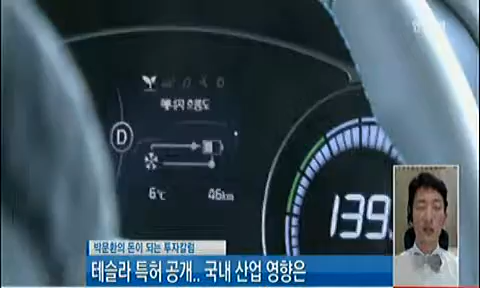 에너지 흐름도
D
6℃ 46km
139
박문환의 돈이 되는 투자칼럼
테슬라 특허 공개.. 국내 산업 영향은